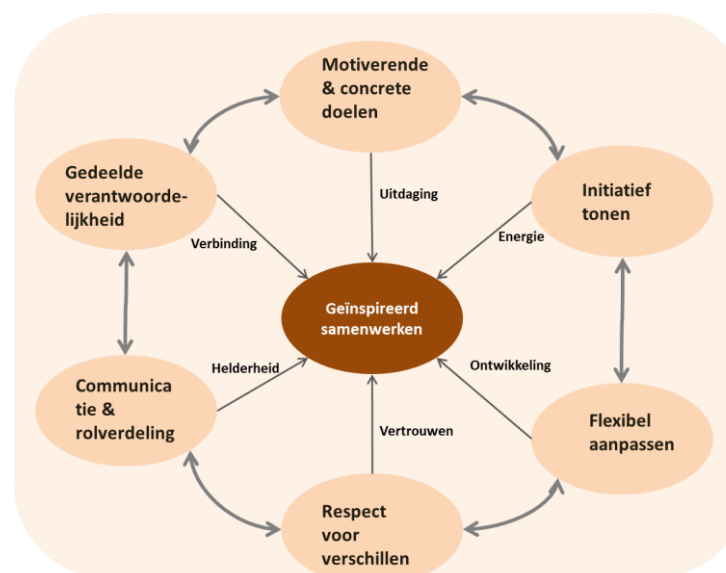 Motiverende
& concrete
doelen
Gedeelde
verantwoorde-
lijkheid
Initiatief
tonen
Uitdaging
Verbinding
Energie
Geïnspireerd
samenwerken
Helderheid
Ontwikkeling
Communica
tie &
rolverdeling
Vertrouwen
Flexibel
aanpassen
Respect
voor
verschillen